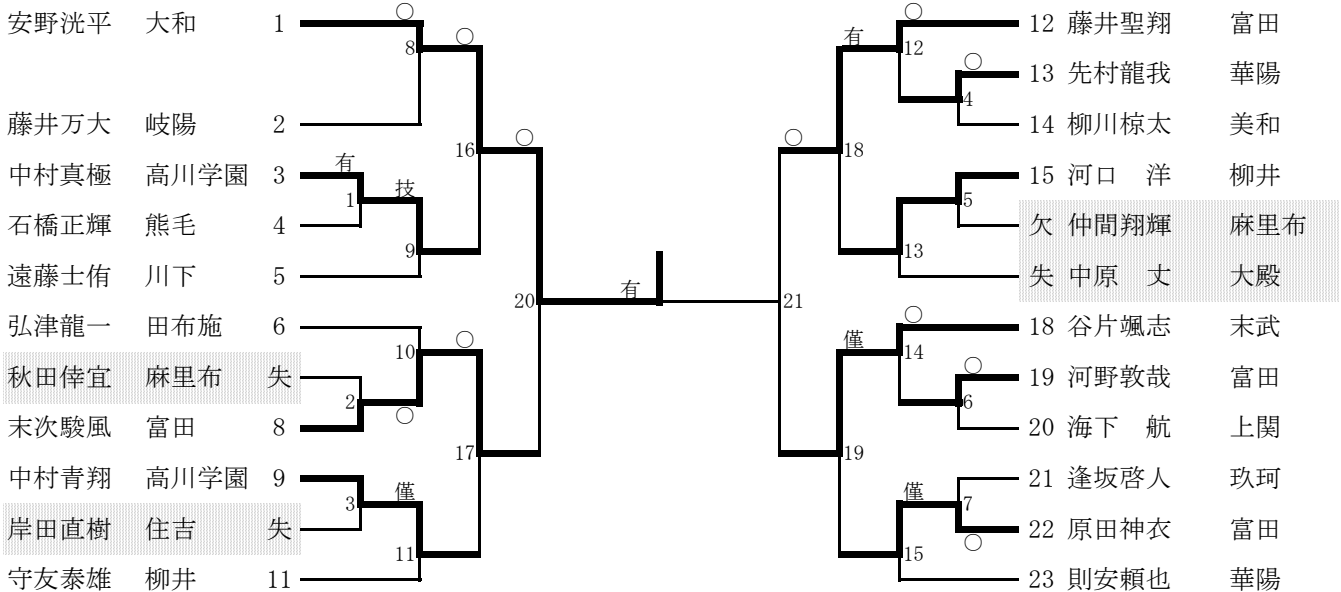 安野洸平 大和 1
藤井万大 岐陽 2
中村真極 高川学園 3
石橋正輝 熊毛 4
遠藤士侑 川下 5
弘津龍一 田布施 6
秋田倖宜 麻里布 失
末次駿風 富田 8
中村青翔 高川学園 9
岸田直樹 住吉 失
守友泰雄 柳井 11
○
8
○
有
1
技
9
16
○
10
2
○
○
17
3
僅
11
20
有
21
○
有
18
○
12
○
4
5
13
僅
○
14
○
6
19
僅
7
○
15
12 藤井聖翔 富田
13 先村龍我 華陽
14 柳川椋太 美和
15 河口 洋 柳井
欠 仲間翔輝 麻里布
失 中原 丈 大殿
18 谷片颯志 末武
19 河野敦哉 富田
20 海下 航 上関
21 逢坂啓人 玖珂
22 原田神衣 富田
23 則安頼也 華陽